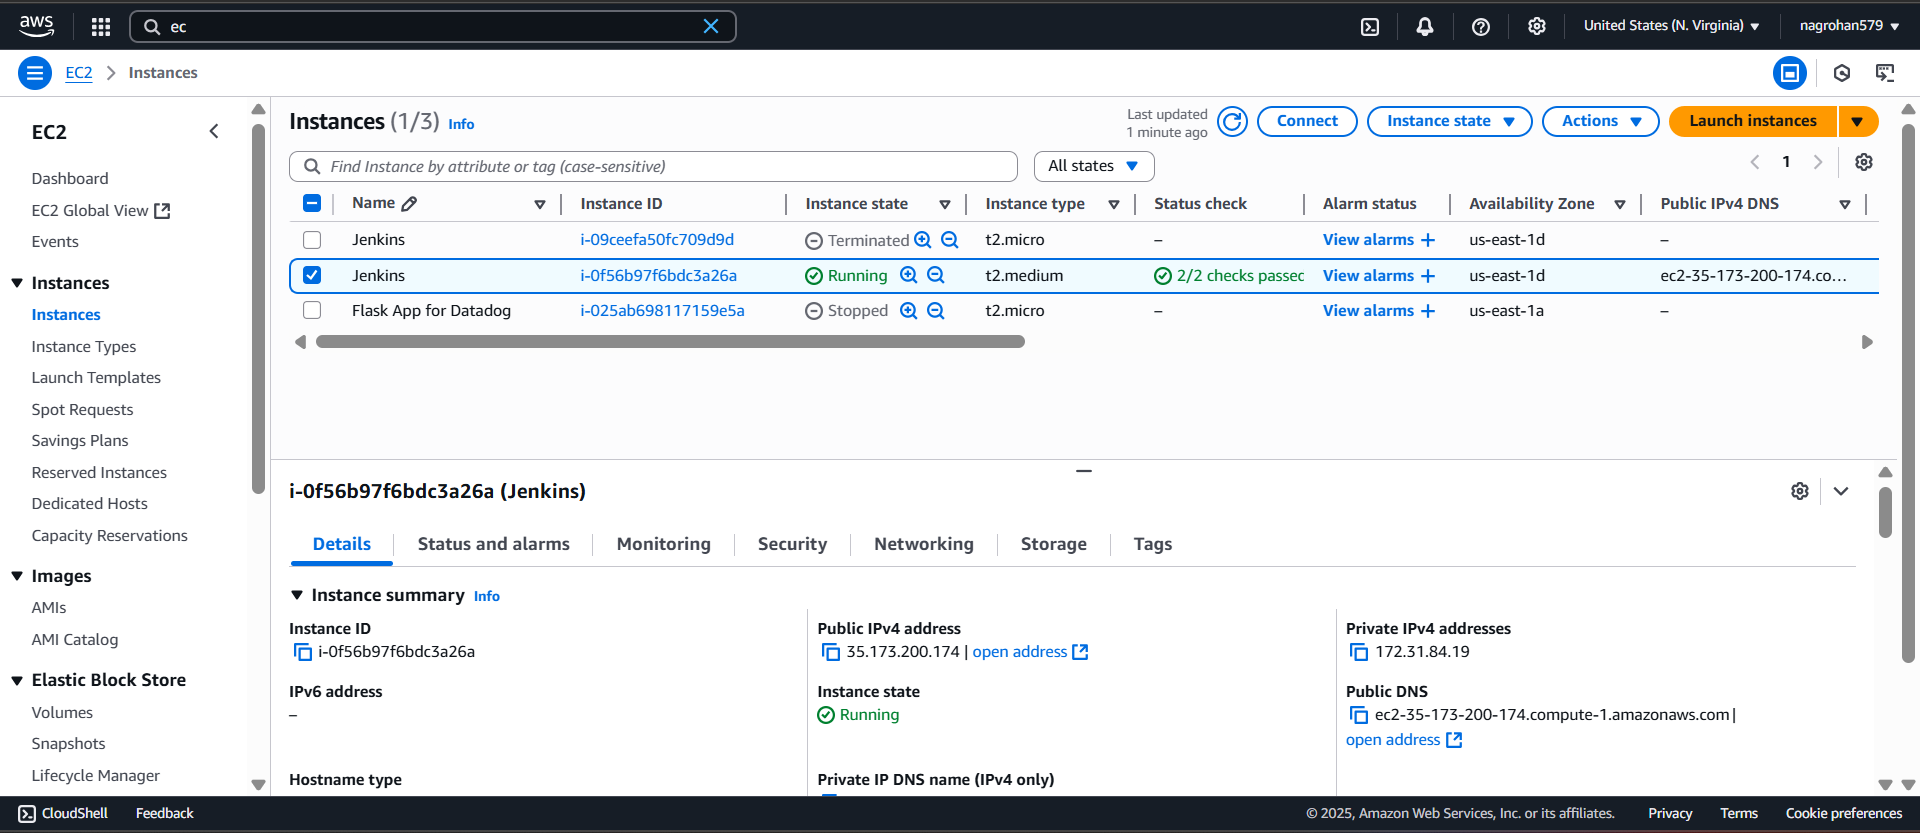 aws
ec
United States (N. Virginia)
nagrohan579
EC2
Instances
EC2
Dashboard
EC2 Global View
Events
Instances
Instances
Instance Types
Launch Templates
Spot Requests
Savings Plans
Reserved Instances
Dedicated Hosts
Capacity Reservations
Images
AMIs
AMI Catalog
Elastic Block Store
Volumes
Snapshots
Lifecycle Manager
Instances (1/3) Info
Last updated
1 minute ago
Connect
Instance state
Actions
Launch instances
Find Instance by attribute or tag (case-sensitive)
All states
1
Name Instance ID Instance state Instance type Status check Alarm status Availability Zone Public IPv4 DNS
Jenkins i-09ceefa50fc709d9d Terminated t2.micro – View alarms + us-east-1d –
Jenkins i-0f56b97f6bdc3a26a Running t2.medium 2/2 checks passec View alarms + us-east-1d ec2-35-173-200-174.co...
Flask App for Datadog i-025ab698117159e5a Stopped t2.micro – View alarms + us-east-1a –
i-0f56b97f6bdc3a26a (Jenkins)
Details Status and alarms Monitoring Security Networking Storage Tags
Instance summary Info
Instance ID
i-0f56b97f6bdc3a26a
Public IPv4 address
35.173.200.174 | open address
Private IPv4 addresses
172.31.84.19
IPv6 address
–
Instance state
Running
Public DNS
ec2-35-173-200-174.compute-1.amazonaws.com |
open address
Hostname type
Private IP DNS name (IPv4 only)
CloudShell Feedback
© 2025, Amazon Web Services, Inc. or its affiliates. Privacy Terms Cookie preferences